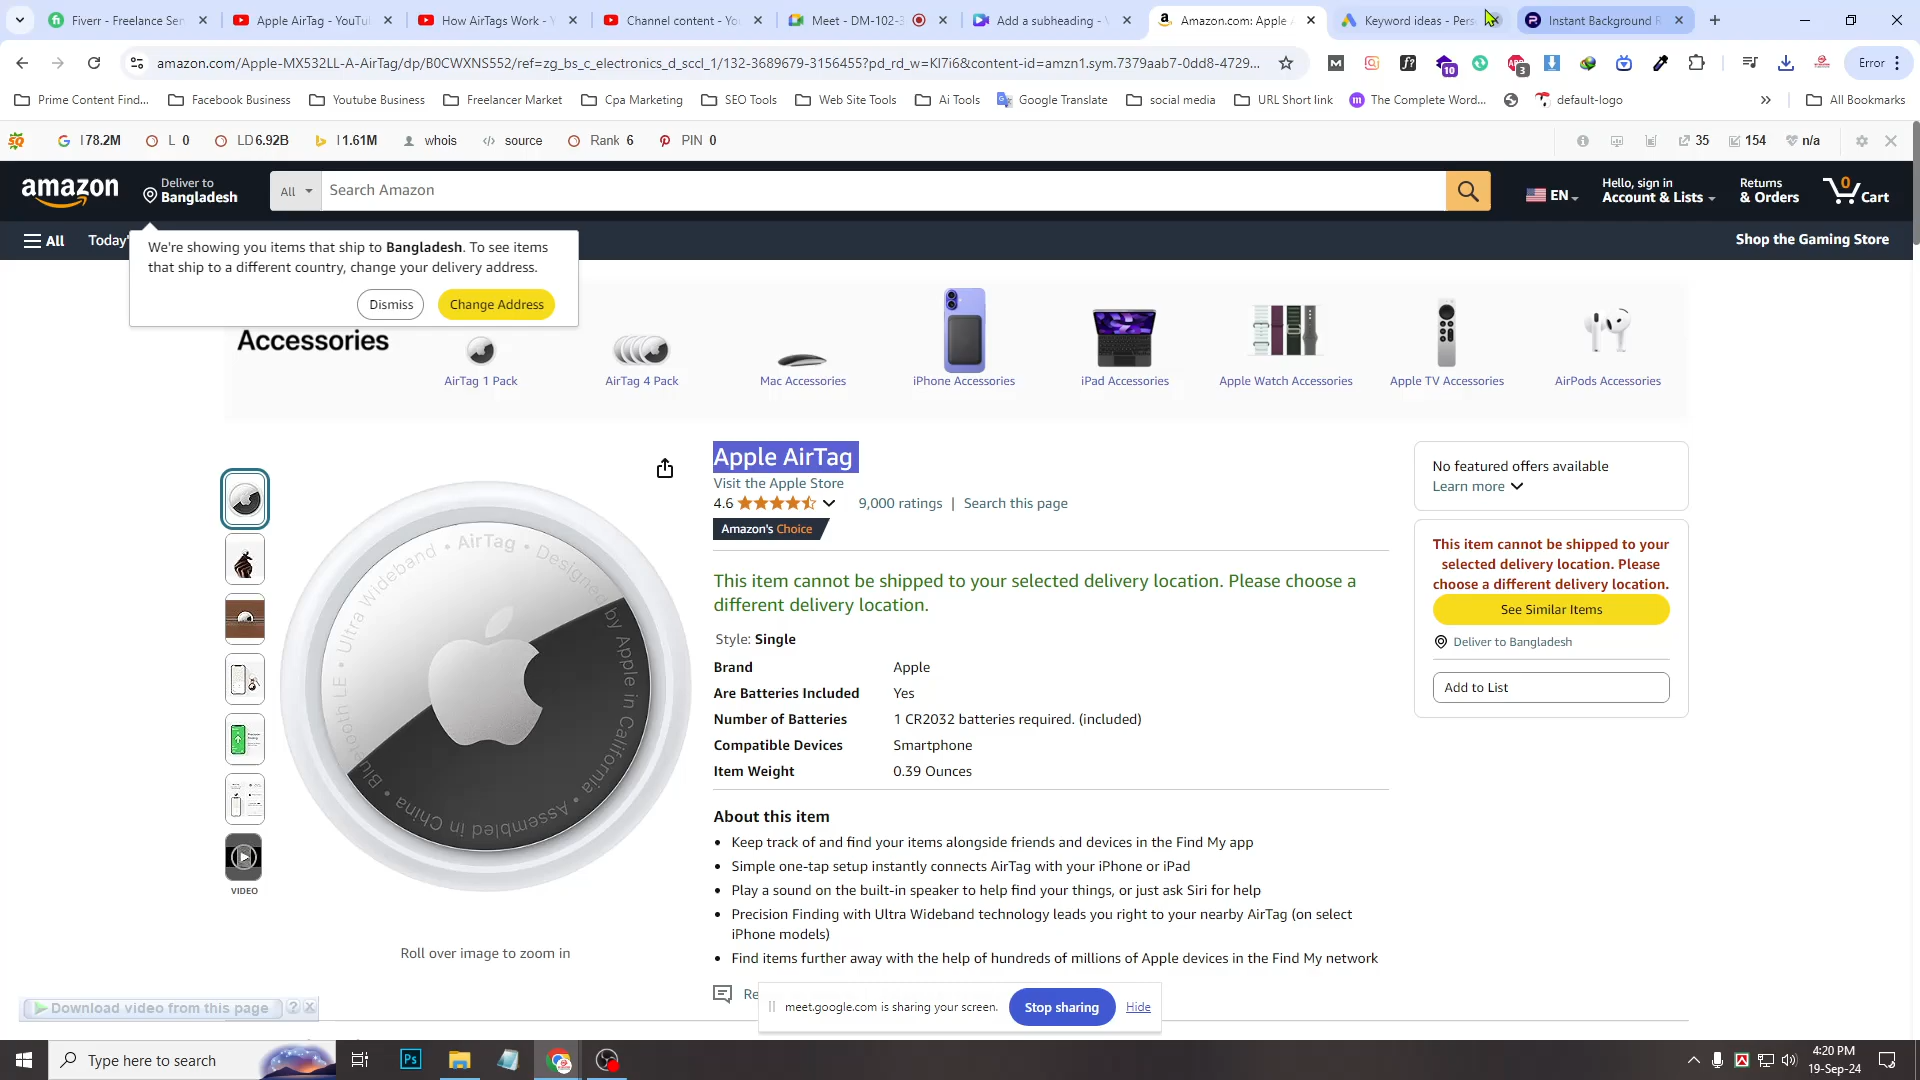 Fiverr - Freelance Ser
Apple AirTag - YouTu
How AirTags Work - Y
Channel content - Yo
Meet - DM-102-3
Add a subheading - V
Amazon.com: Apple A
Keyword ideas - Pers
Instant Background R
amazon.com/Apple-MX532LL-A-AirTag/dp/B0CWXNS552/ref=zg_bs_c_electronics_d_sccl_1/132-3689679-3156455?pd_rd_w=KI7i6&content-id=amzn1.sym.7379aab7-0dd8-4729...
10
3
Error
Prime Content Find...
Facebook Business
Youtube Business
Freelancer Market
Cpa Marketing
SEO Tools
Web Site Tools
Ai Tools
Google Translate
social media
URL Short link
The Complete Word...
default-logo
All Bookmarks
I 78.2M
L 0
LD 6.92B
I 1.61M
whois
source
Rank 6
PIN 0
35
154
n/a
amazon
Deliver to
Bangladesh
All
Search Amazon
EN
Hello, sign in
Account & Lists
Returns
& Orders
0
Cart
All
Today'
Shop the Gaming Store
We're showing you items that ship to Bangladesh. To see items
that ship to a different country, change your delivery address.
Dismiss
Change Address
Accessories
AirTag 1 Pack
AirTag 4 Pack
Mac Accessories
iPhone Accessories
iPad Accessories
Apple Watch Accessories
Apple TV Accessories
AirPods Accessories
Apple AirTag
Visit the Apple Store
4.6
9,000 ratings | Search this page
Amazon's Choice
This item cannot be shipped to your selected delivery location. Please choose a
different delivery location.
Style: Single
Brand Apple
Are Batteries Included Yes
Number of Batteries 1 CR2032 batteries required. (included)
Compatible Devices Smartphone
Item Weight 0.39 Ounces
About this item
• Keep track of and find your items alongside friends and devices in the Find My app
• Simple one-tap setup instantly connects AirTag with your iPhone or iPad
• Play a sound on the built-in speaker to help find your things, or just ask Siri for help
• Precision Finding with Ultra Wideband technology leads you right to your nearby AirTag (on select
iPhone models)
• Find items further away with the help of hundreds of millions of Apple devices in the Find My network
Re
No featured offers available
Learn more
This item cannot be shipped to your
selected delivery location. Please
choose a different delivery location.
See Similar Items
Deliver to Bangladesh
Add to List
Bluetooth LE • Ultra Wideband • AirTag • Designed by Apple in California • Assembled in China •
VIDEO
Roll over image to zoom in
Download video from this page
?
meet.google.com is sharing your screen.
Stop sharing
Hide
Type here to search
Ps
4:20 PM
19-Sep-24